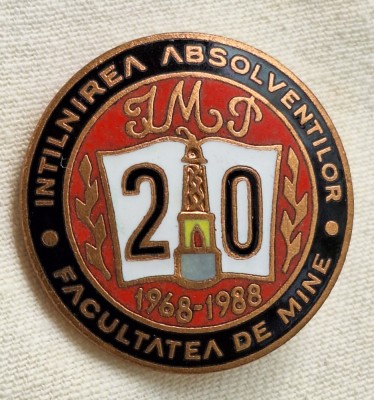 INTILNIREA ABSOLVENTILOR
IMP
20
1968-1988
FACULTATEA DE MINE